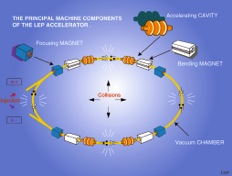 THE PRINCIPAL MACHINE COMPONENTS
OF THE LEP ACCELERATOR .
Accelerating CAVITY
Focusing MAGNET
Bending MAGNET
Collisions
Vacuum CHAMBER